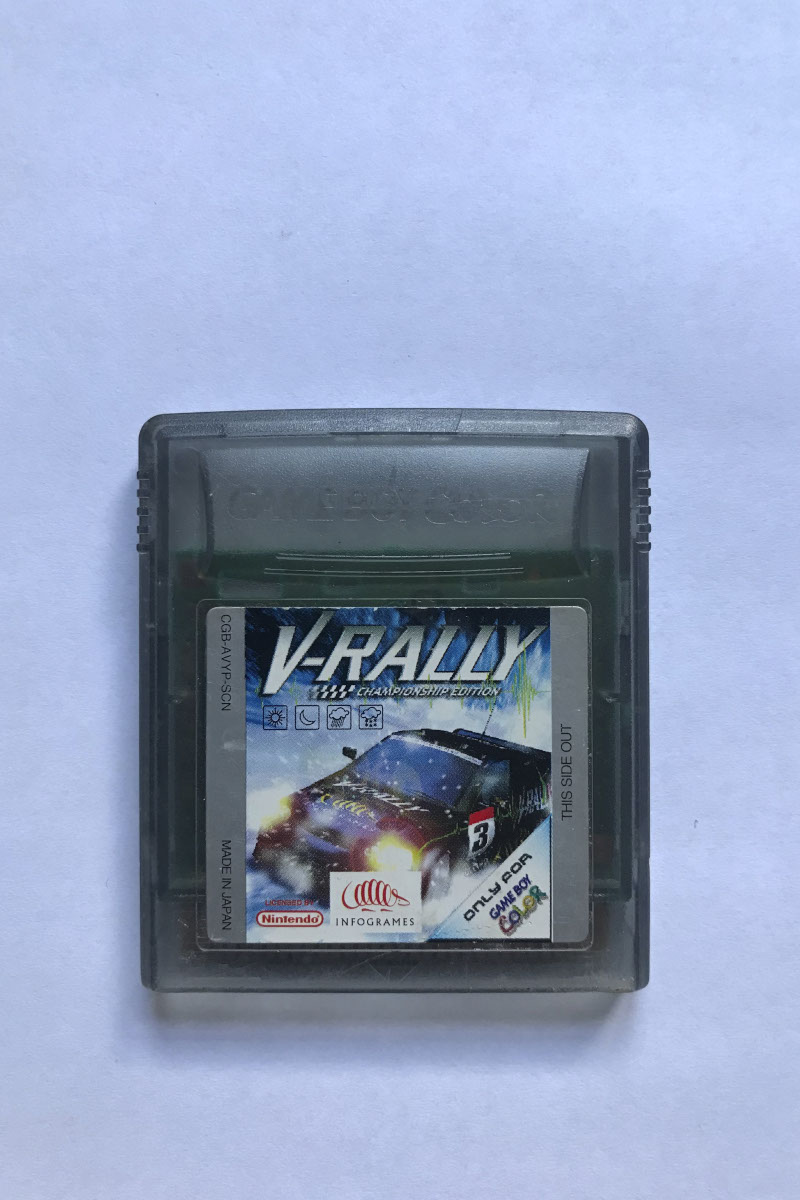 GAME BOY COLOR
V-RALLY
CHAMPIONSHIP EDITION
CGB-AVYP-SCN
MADE IN JAPAN
THIS SIDE OUT
V-RALLY
3
LICENSED BY
Nintendo
INFOGRAMES
ONLY FOR
GAME BOY
COLOR